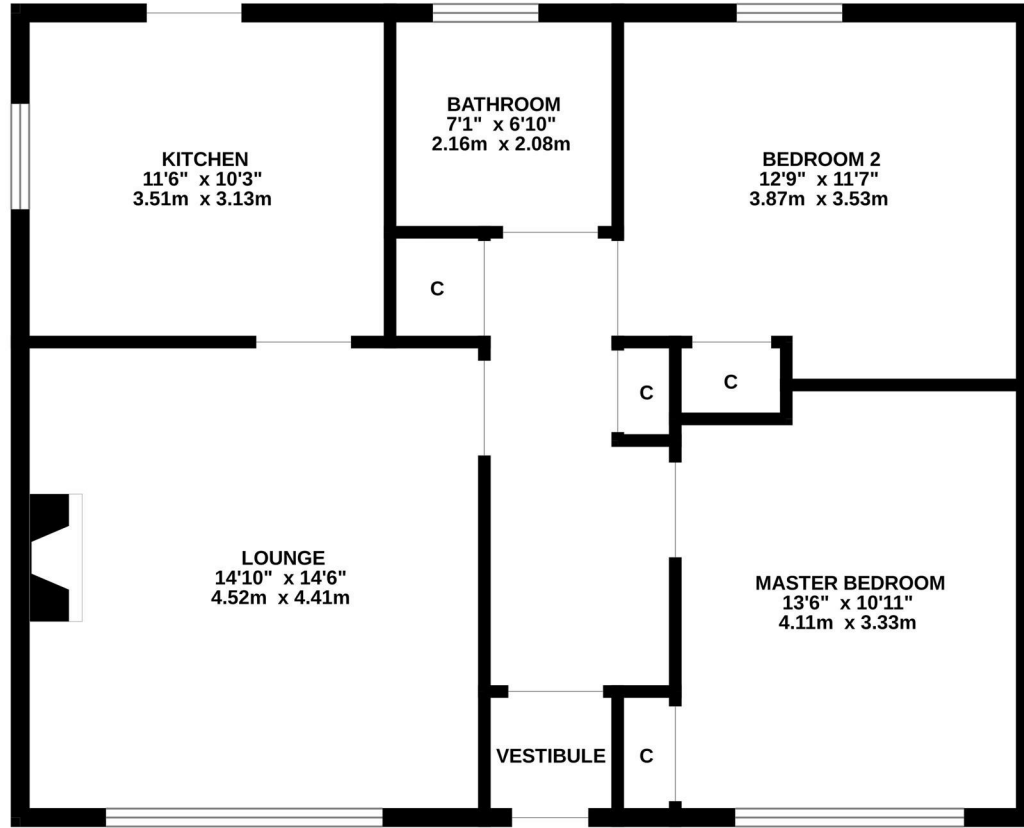 KITCHEN
11'6" x 10'3"
3.51m x 3.13m
BATHROOM
7'1" x 6'10"
2.16m x 2.08m
BEDROOM 2
12'9" x 11'7"
3.87m x 3.53m
C
C
C
LOUNGE
14'10" x 14'6"
4.52m x 4.41m
MASTER BEDROOM
13'6" x 10'11"
4.11m x 3.33m
VESTIBULE
C